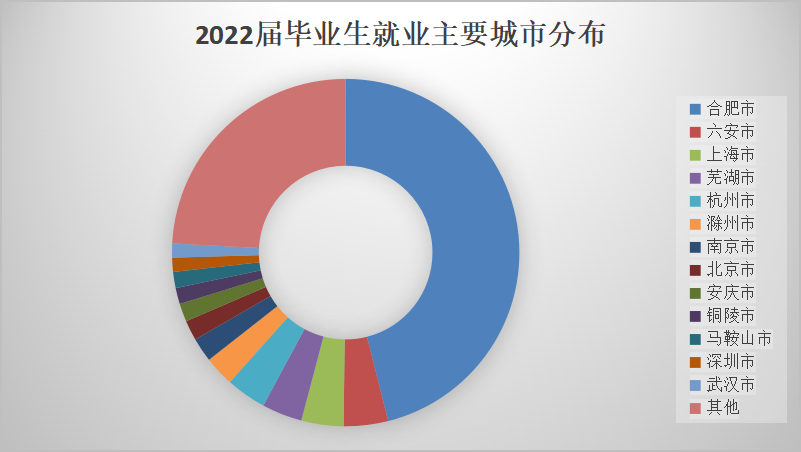 2022届毕业生就业主要城市分布
合肥市
六安市
上海市
芜湖市
杭州市
滁州市
南京市
北京市
安庆市
铜陵市
马鞍山市
深圳市
武汉市
其他